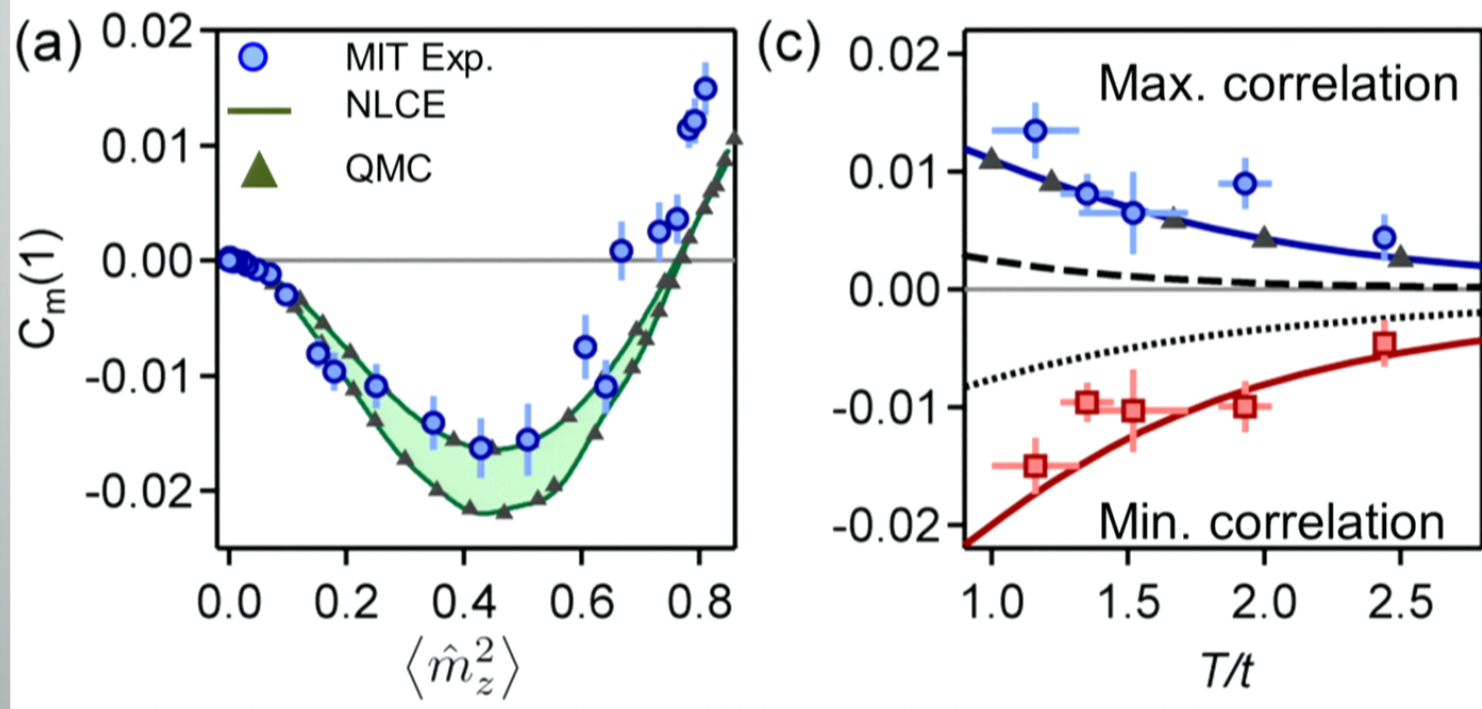 (a)
0.02
0.01
0.00
-0.01
-0.02
C_m(1)
MIT Exp.
NLCE
QMC
0.0 0.2 0.4 0.6 0.8
⟨m̂_z^2⟩
(c)
0.02
0.01
0.00
-0.01
-0.02
Max. correlation
Min. correlation
1.0 1.5 2.0 2.5
T/t